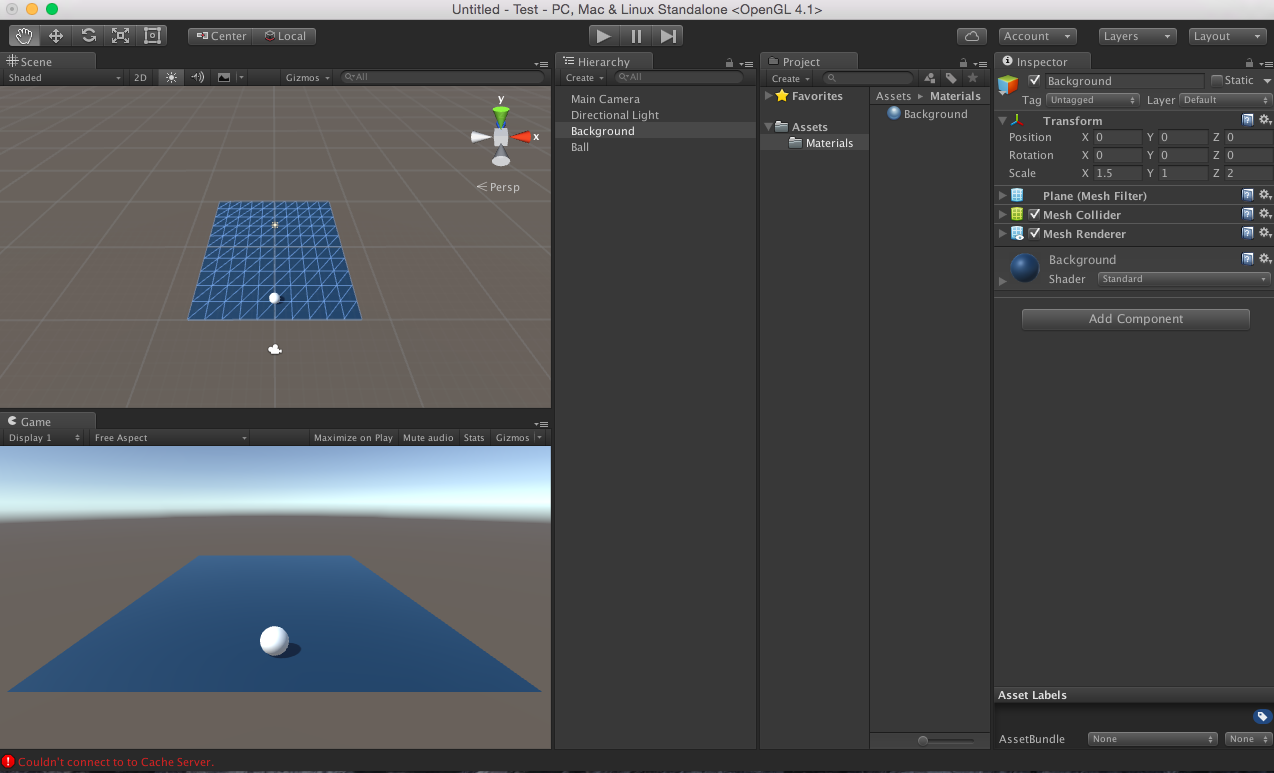 Untitled - Test - PC, Mac & Linux Standalone <OpenGL 4.1>
Center Local Account Layers Layout
Scene
Shaded 2D Gizmos All
y
x
Persp
Game
Display 1 Free Aspect Maximize on Play Mute audio Stats Gizmos
Hierarchy
Create All
Main Camera
Directional Light
Background
Ball
Project
Create
Favorites
Assets
Materials
Assets Materials
Background
Inspector
Background Static
Tag Untagged Layer Default
Transform
Position X 0 Y 0 Z 0
Rotation X 0 Y 0 Z 0
Scale X 1.5 Y 1 Z 2
Plane (Mesh Filter)
Mesh Collider
Mesh Renderer
Background
Shader Standard
Add Component
Asset Labels
AssetBundle None None
Couldn't connect to to Cache Server.